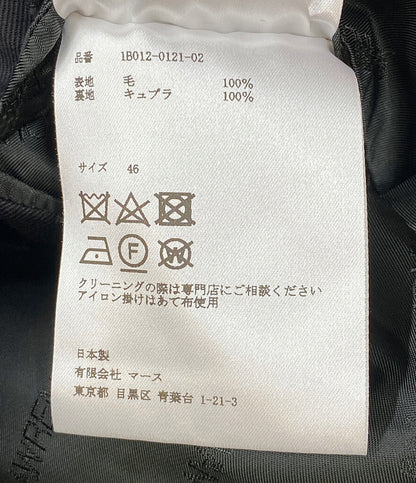 品番 1B012-0121-02
表地 毛 100%
裏地 キュプラ 100%
サイズ 46
F W
クリーニングの際は専門店にご相談ください
アイロン掛けはあて布使用
日本製
有限会社 マース
東京都 目黒区 青葉台 1-21-3